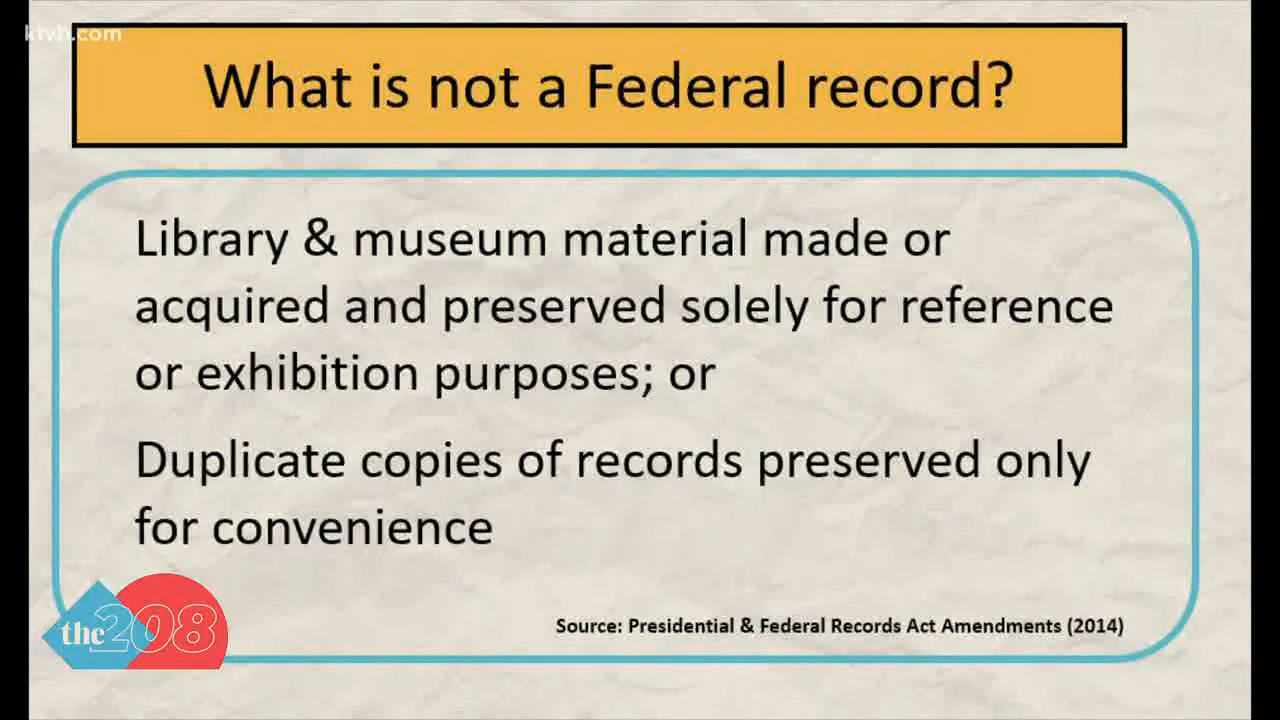 ktvb.com
What is not a Federal record?
Library & museum material made or
acquired and preserved solely for reference
or exhibition purposes; or
Duplicate copies of records preserved only
for convenience
the 208
Source: Presidential & Federal Records Act Amendments (2014)